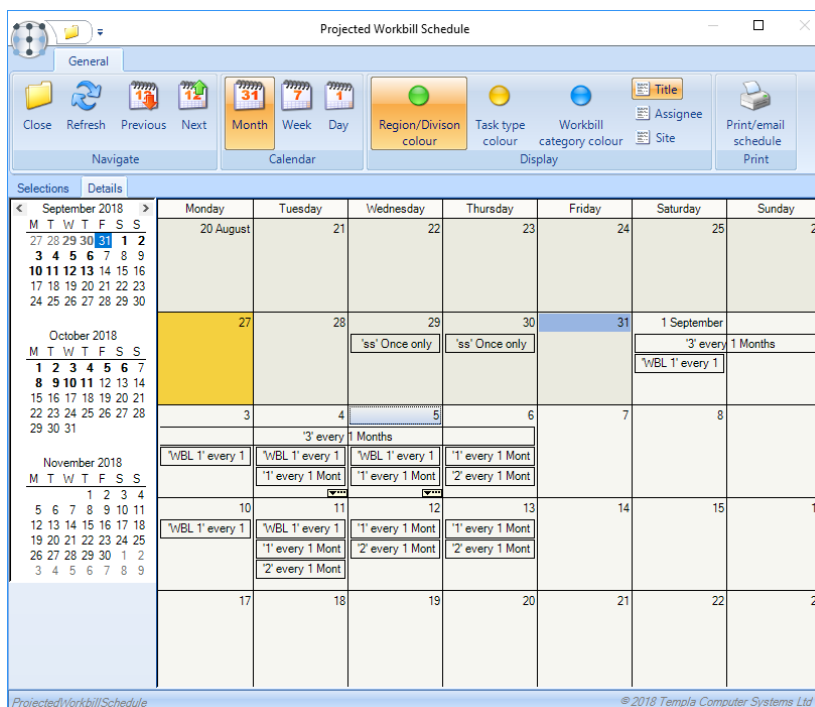 Projected Workbill Schedule
General
Close Refresh Previous Next Month Week Day Region/Divison colour Task type colour Workbill category colour Title Assignee Site Print/email schedule
Navigate Calendar Display Print
Selections Details
September 2018
M T W T F S S
27 28 29 30 31 1 2
3 4 5 6 7 8 9
10 11 12 13 14 15 16
17 18 19 20 21 22 23
24 25 26 27 28 29 30
October 2018
M T W T F S S
1 2 3 4 5 6 7
8 9 10 11 12 13 14
15 16 17 18 19 20 21
22 23 24 25 26 27 28
29 30 31
November 2018
M T W T F S S
1 2 3 4
5 6 7 8 9 10 11
12 13 14 15 16 17 18
19 20 21 22 23 24 25
26 27 28 29 30 1 2
3 4 5 6 7 8 9
Monday Tuesday Wednesday Thursday Friday Saturday Sunday
20 August 21 22 23 24 25 2
27 28 29 30 31 1 September
'ss' Once only 'ss' Once only '3' every 1 Months
'WBL 1' every 1
3 4 5 6 7 8
'3' every 1 Months
'WBL 1' every 1 'WBL 1' every 1 'WBL 1' every 1 '1' every 1 Mont
'1' every 1 Mont '1' every 1 Mont '2' every 1 Mont
10 11 12 13 14 15
'WBL 1' every 1 'WBL 1' every 1 '1' every 1 Mont '1' every 1 Mont
'1' every 1 Mont '2' every 1 Mont '2' every 1 Mont
'2' every 1 Mont
17 18 19 20 21 22 2
ProjectedWorkbillSchedule
© 2018 Templa Computer Systems Ltd